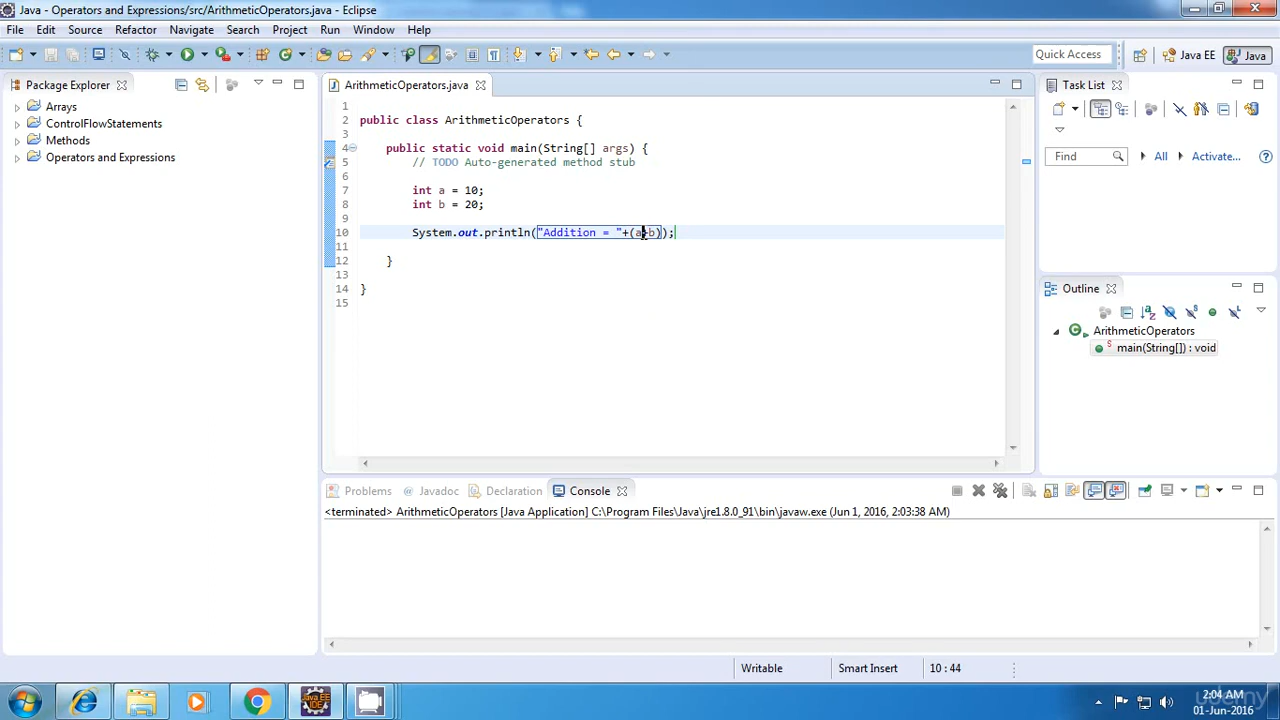 Java - Operators and Expressions/src/ArithmeticOperators.java - Eclipse
File Edit Source Refactor Navigate Search Project Run Window Help
Quick Access Java EE Java
Package Explorer
Arrays
ControlFlowStatements
Methods
Operators and Expressions
ArithmeticOperators.java
1
2 public class ArithmeticOperators {
3
4 public static void main(String[] args) {
5 // TODO Auto-generated method stub
6
7 int a = 10;
8 int b = 20;
9
10 System.out.println("Addition = "+(a+b));
11
12 }
13
14 }
15
Task List
Find All Activate...
Outline
ArithmeticOperators
main(String[]) : void
Problems Javadoc Declaration Console
<terminated> ArithmeticOperators [Java Application] C:\Program Files\Java\jre1.8.0_91\bin\javaw.exe (Jun 1, 2016, 2:03:38 AM)
Writable Smart Insert 10 : 44
Java EE
IDE
2:04 AM
01-Jun-2016
udemy